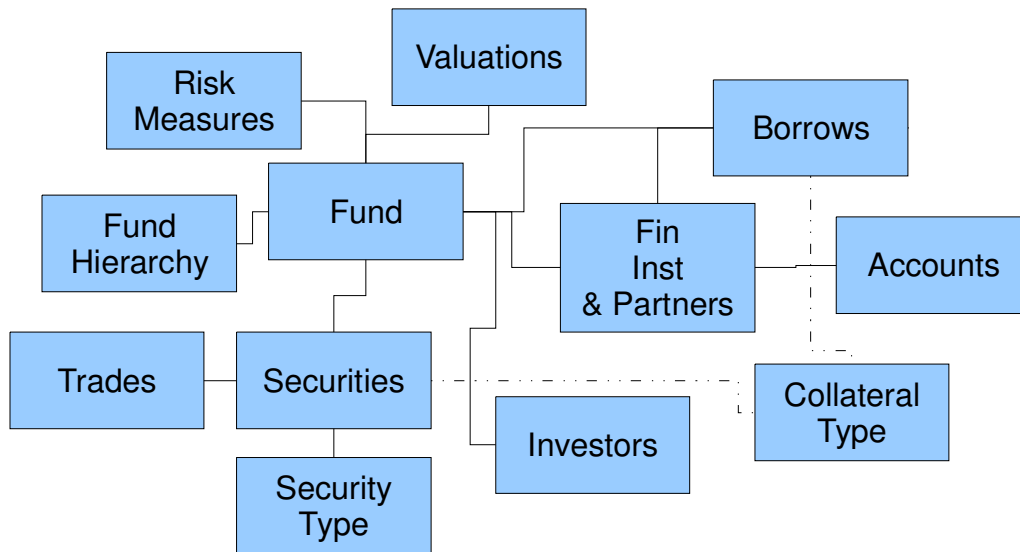 Valuations
Risk
Measures
Borrows
Fund
Fund
Hierarchy
Fin
Inst
& Partners
Accounts
Trades
Securities
Collateral
Type
Investors
Security
Type